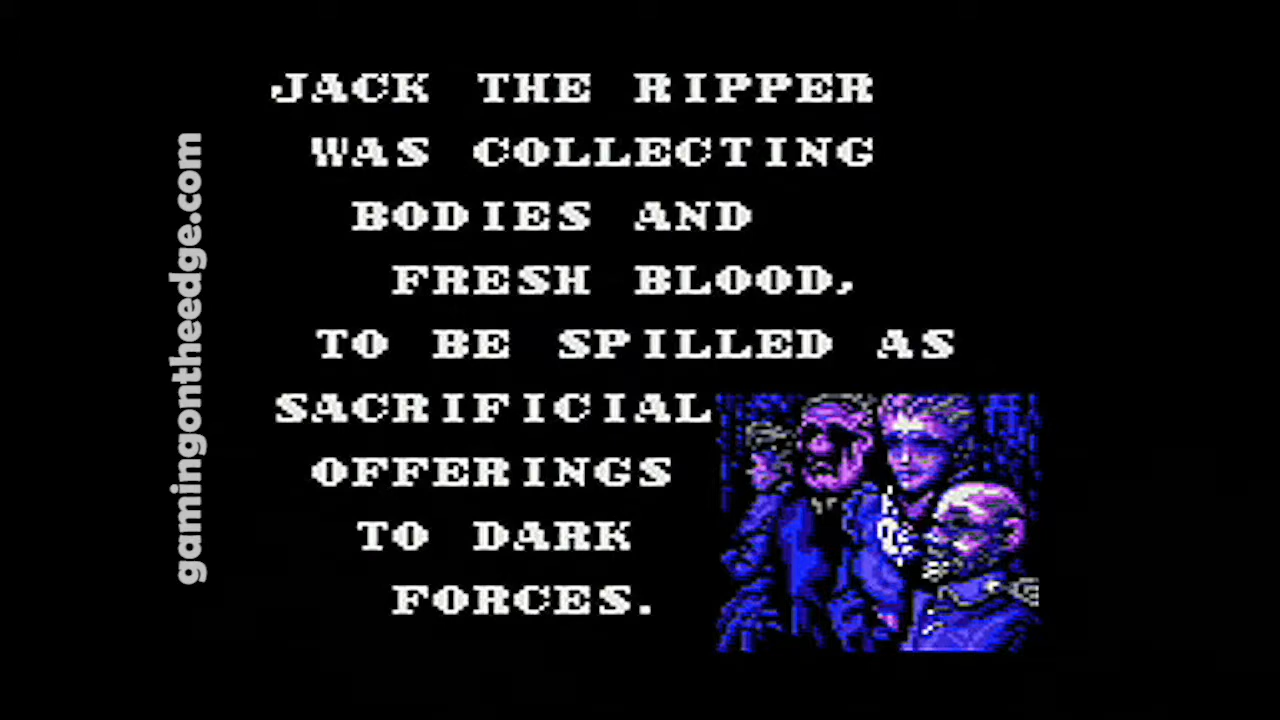 JACK THE RIPPER
WAS COLLECTING
BODIES AND
FRESH BLOOD,
TO BE SPILLED AS
SACRIFICIAL
OFFERINGS
TO DARK
FORCES.
gamingontheedge.com